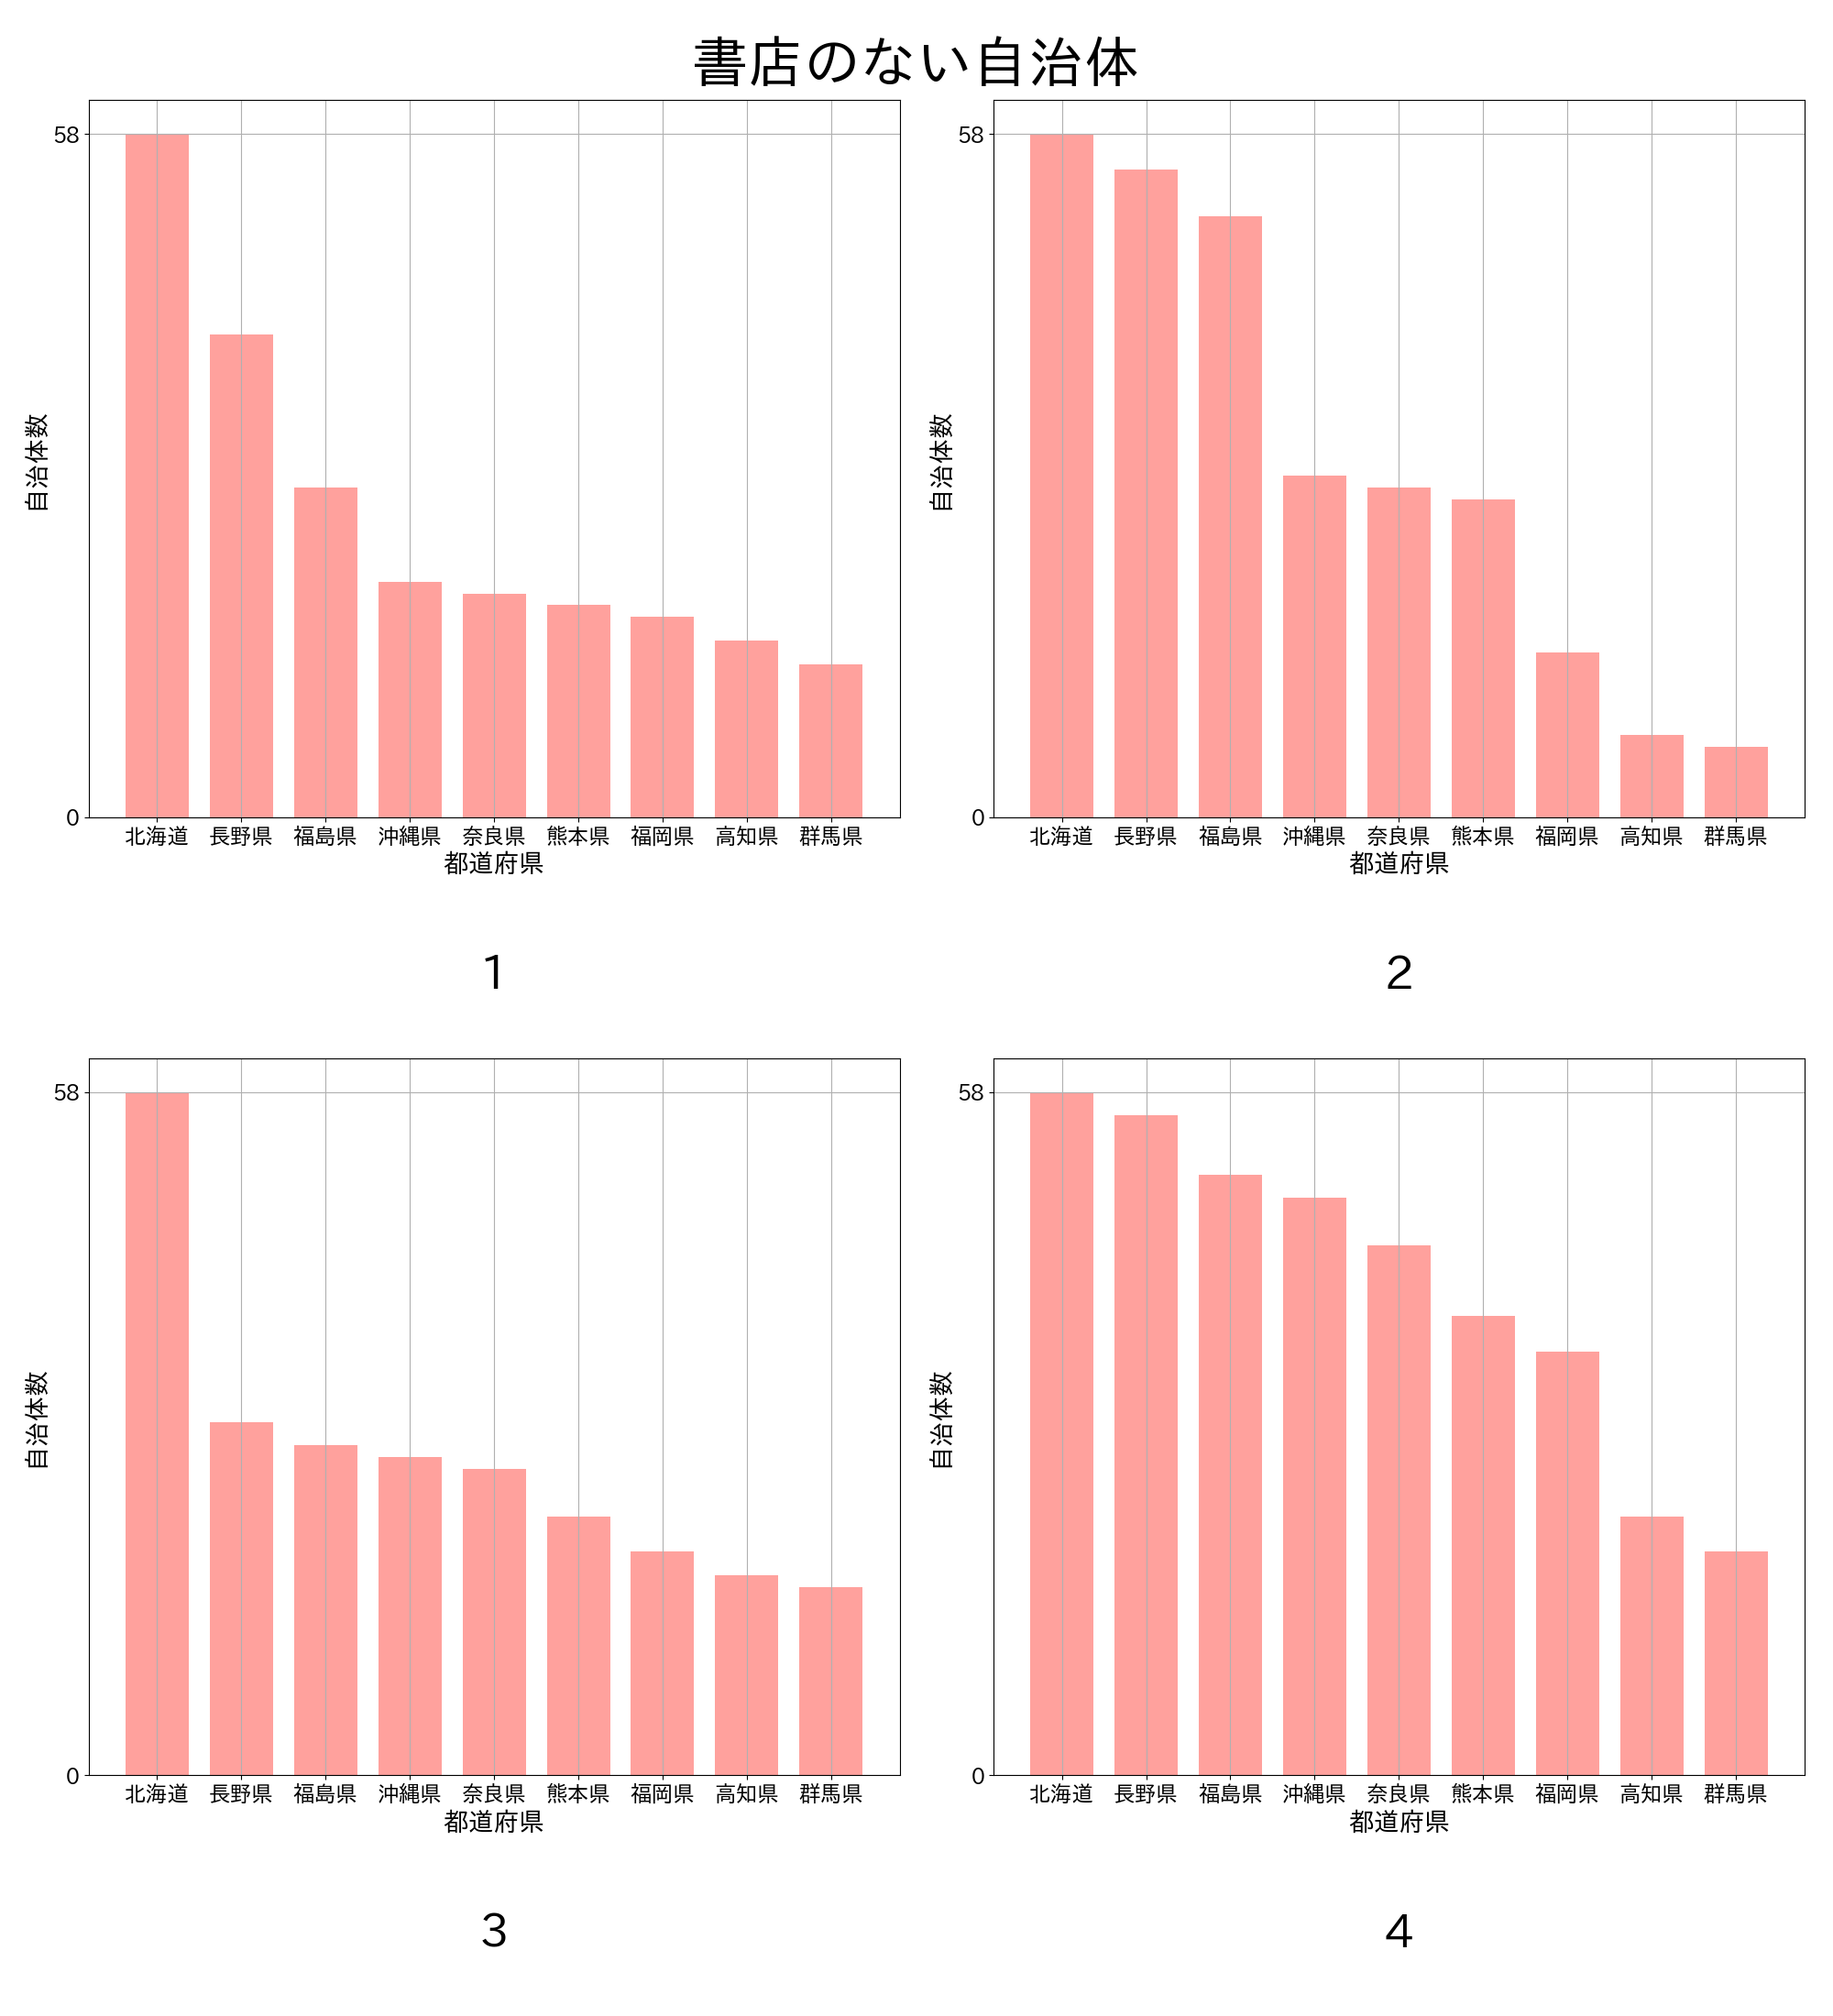 書店のない自治体
58
0
自治体数
北海道 長野県 福島県 沖縄県 奈良県 熊本県 福岡県 高知県 群馬県
都道府県
1
58
0
自治体数
北海道 長野県 福島県 沖縄県 奈良県 熊本県 福岡県 高知県 群馬県
都道府県
2
58
0
自治体数
北海道 長野県 福島県 沖縄県 奈良県 熊本県 福岡県 高知県 群馬県
都道府県
3
58
0
自治体数
北海道 長野県 福島県 沖縄県 奈良県 熊本県 福岡県 高知県 群馬県
都道府県
4